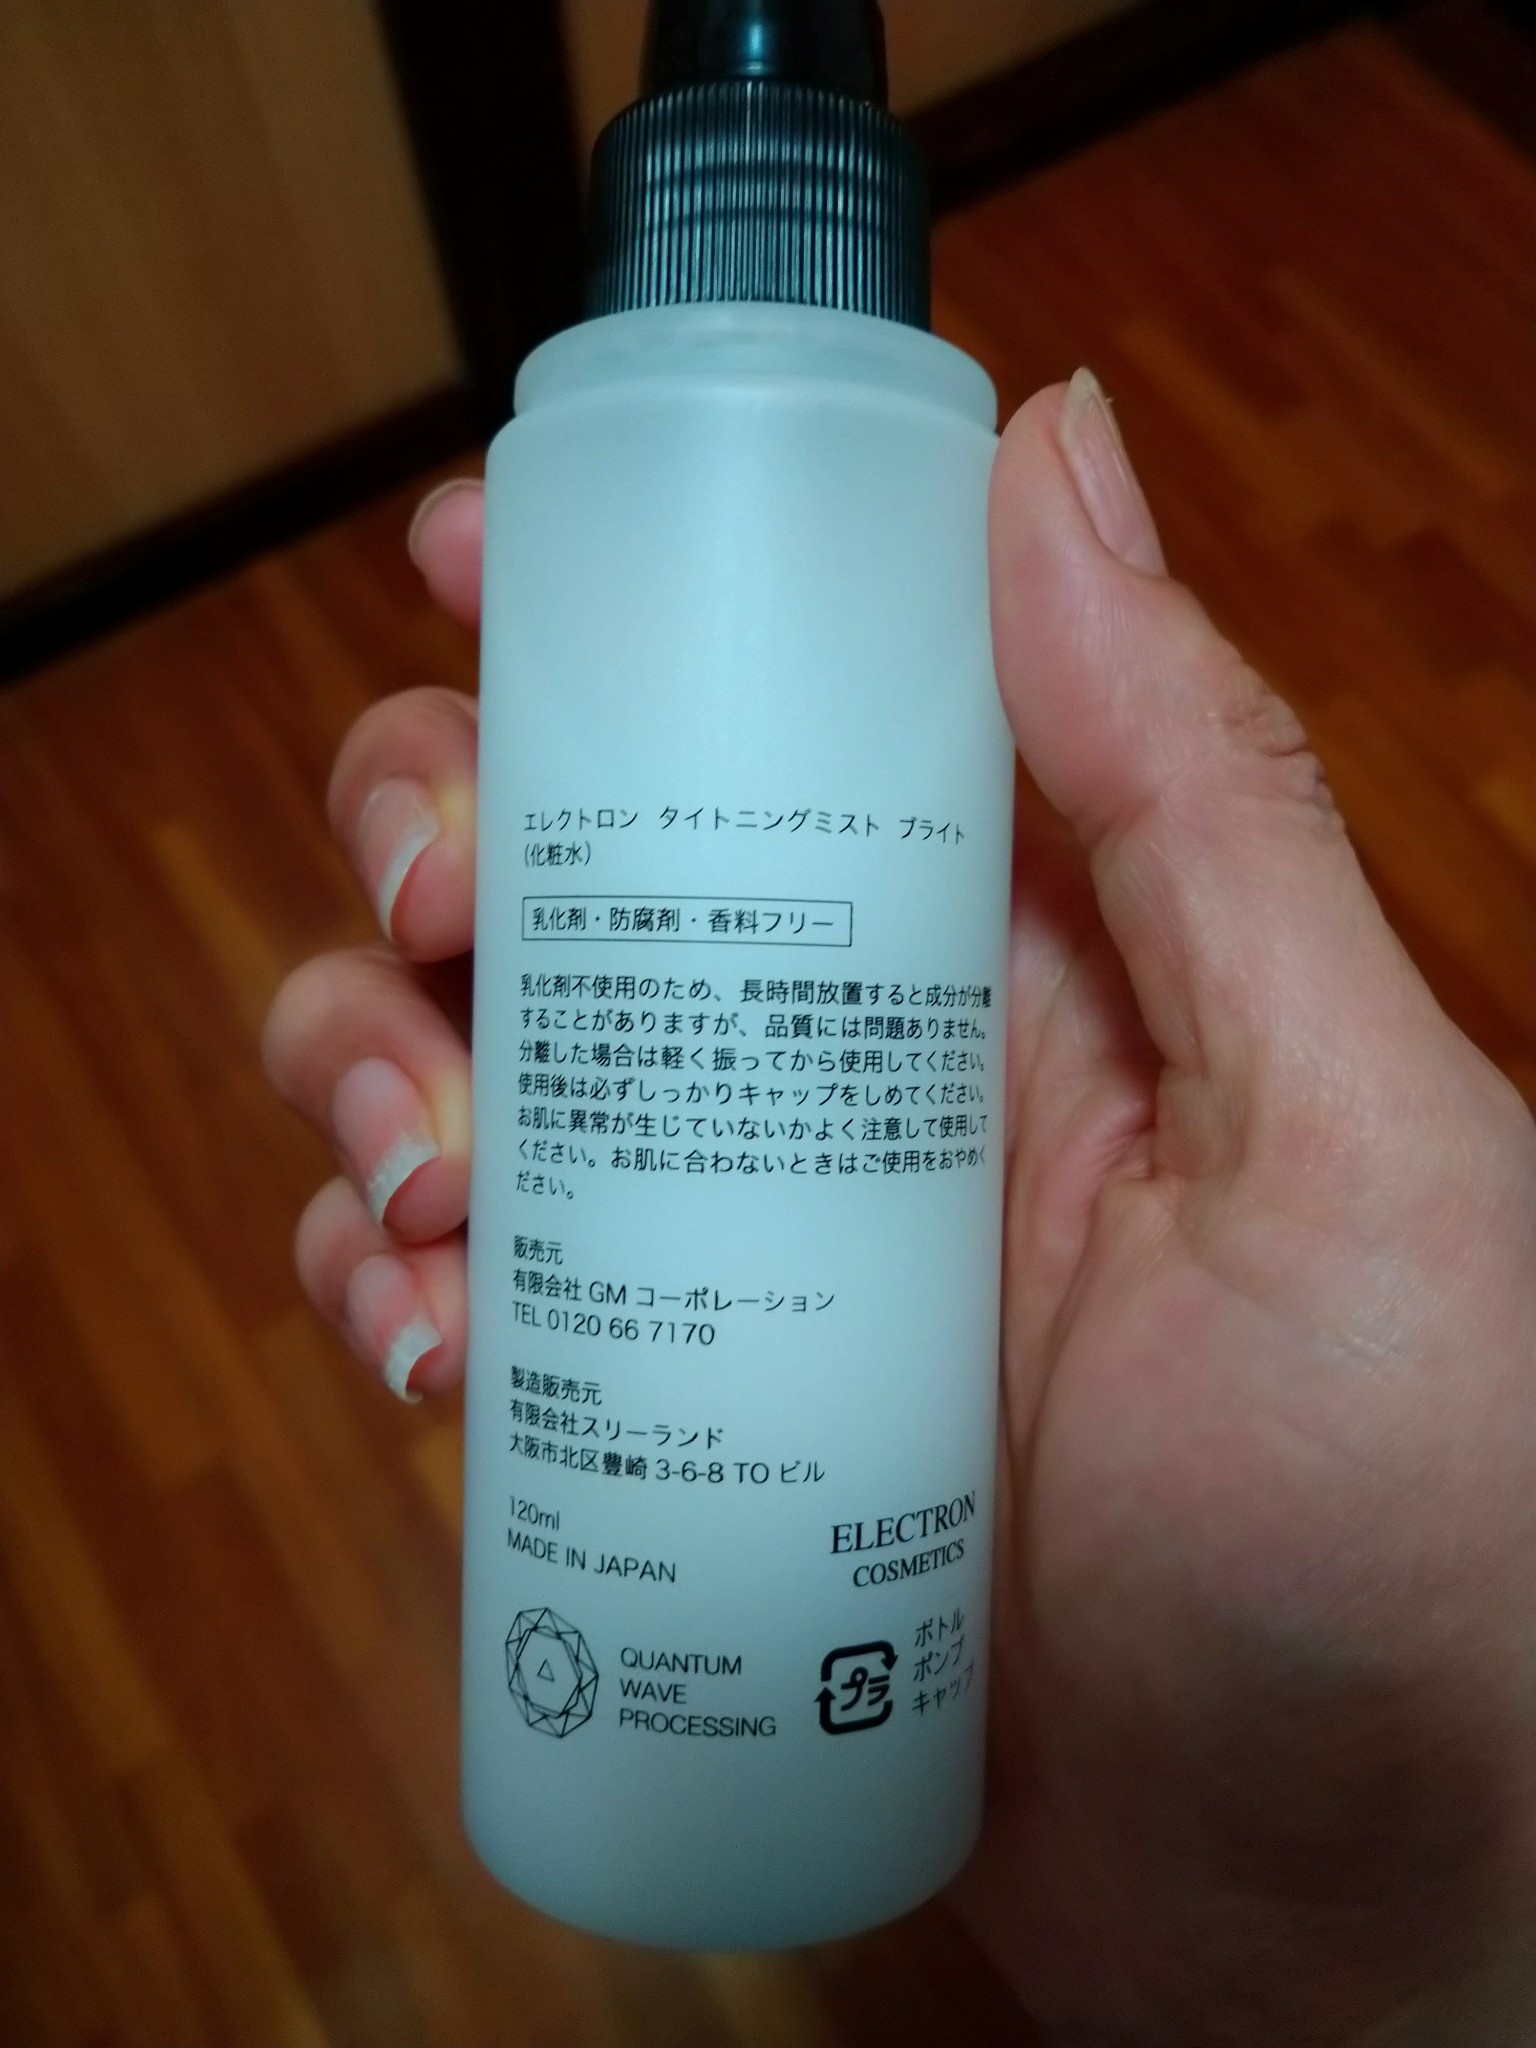 エレクトロン タイトニングミスト ブライト
(化粧水)
乳化剤・防腐剤・香料フリー
乳化剤不使用のため、長時間放置すると成分が分離
することがありますが、品質には問題ありません。
分離した場合は軽く振ってから使用してください。
使用後は必ずしっかりキャップをしめてください。
お肌に異常が生じていないかよく注意して使用して
ください。お肌に合わないときはご使用をおやめく
ださい。
販売元
有限会社 GM コーポレーション
TEL 0120 66 7170
製造販売元
有限会社スリーランド
大阪市北区豊崎 3-6-8 TO ビル
120ml
MADE IN JAPAN
ELECTRON
COSMETICS
QUANTUM
WAVE
PROCESSING
プラ
ボトル
ポンプ
キャップ